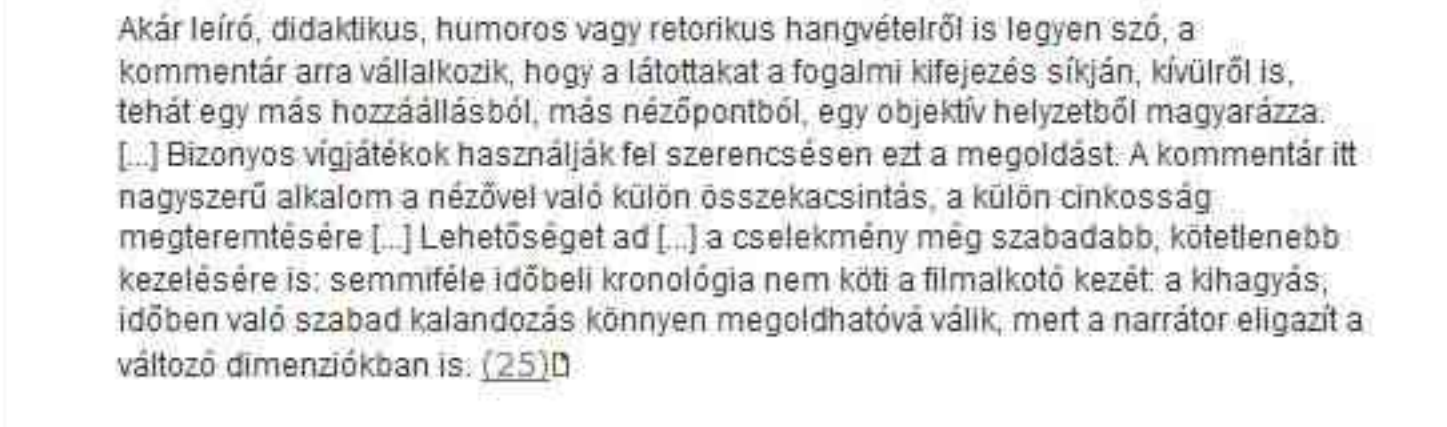 Akár leíró, didaktikus, humoros vagy retorikus hangvételről is legyen szó, a
kommentár arra vállalkozik, hogy a látottakat a fogalmi kifejezés síkján, kívülről is,
tehát egy más hozzáállásból, más nézőpontból, egy objektív helyzetből magyarázza.
[...] Bizonyos vígjátékok használják fel szerencsésen ezt a megoldást. A kommentár itt
nagyszerű alkalom a nézővel való külön összekacsintás, a külön cinkosság
megteremtésére [...] Lehetőséget ad [...] a cselekmény még szabadabb, kötetlenebb
kezelésére is: semmiféle időbeli kronológia nem köti a filmalkotó kezét: a kihagyás,
időben való szabad kalandozás könnyen megoldhatóvá válik, mert a narrátor eligazít a
változó dimenziókban is. (25)